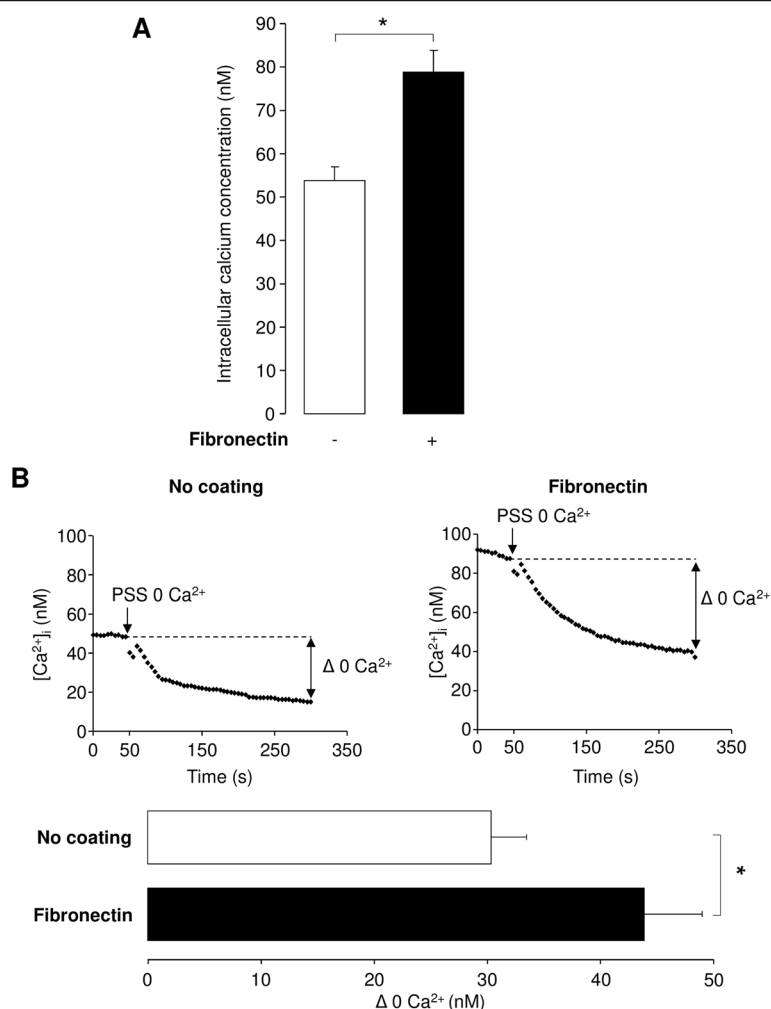 A
*
Intracellular calcium concentration (nM)
90
80
70
60
50
40
30
20
10
0
Fibronectin - +
B
No coating
PSS 0 Ca²⁺
[Ca²⁺]ᵢ (nM)
100
80
60
40
20
0
Δ 0 Ca²⁺
0 50 150 250 350
Time (s)
Fibronectin
PSS 0 Ca²⁺
[Ca²⁺]ᵢ (nM)
100
80
60
40
20
0
Δ 0 Ca²⁺
0 50 150 250 350
Time (s)
No coating
Fibronectin
*
0 10 20 30 40 50
Δ 0 Ca²⁺ (nM)